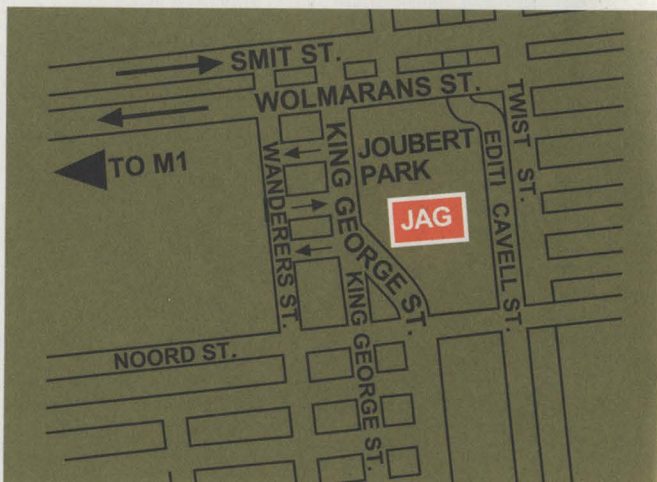 SMIT ST.
WOLMARANS ST.
TO M1
WANDERERS ST.
KING GEORGE ST.
JOUBERT
PARK
JAG
EDITI CAVELL ST.
TWIST ST.
KING GEORGE ST.
NOORD ST.